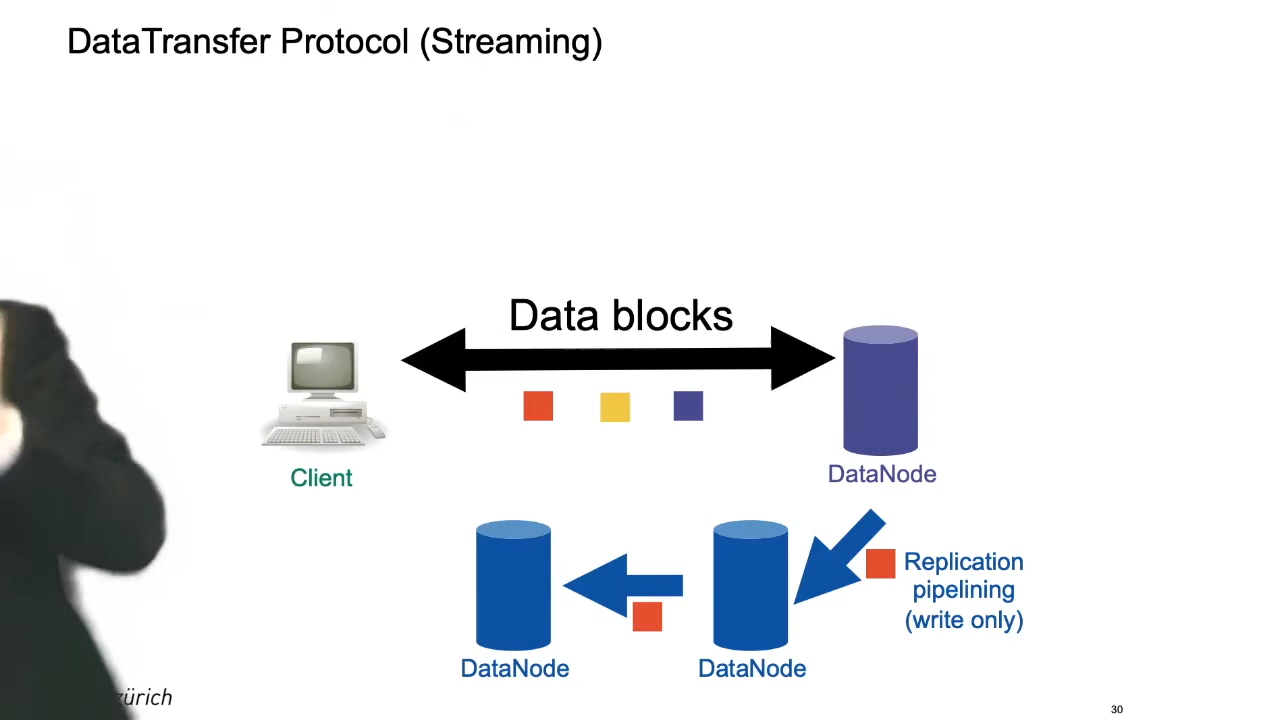 DataTransfer Protocol (Streaming)
Data blocks
Client
DataNode
Replication
pipelining
(write only)
DataNode
DataNode
zürich
30